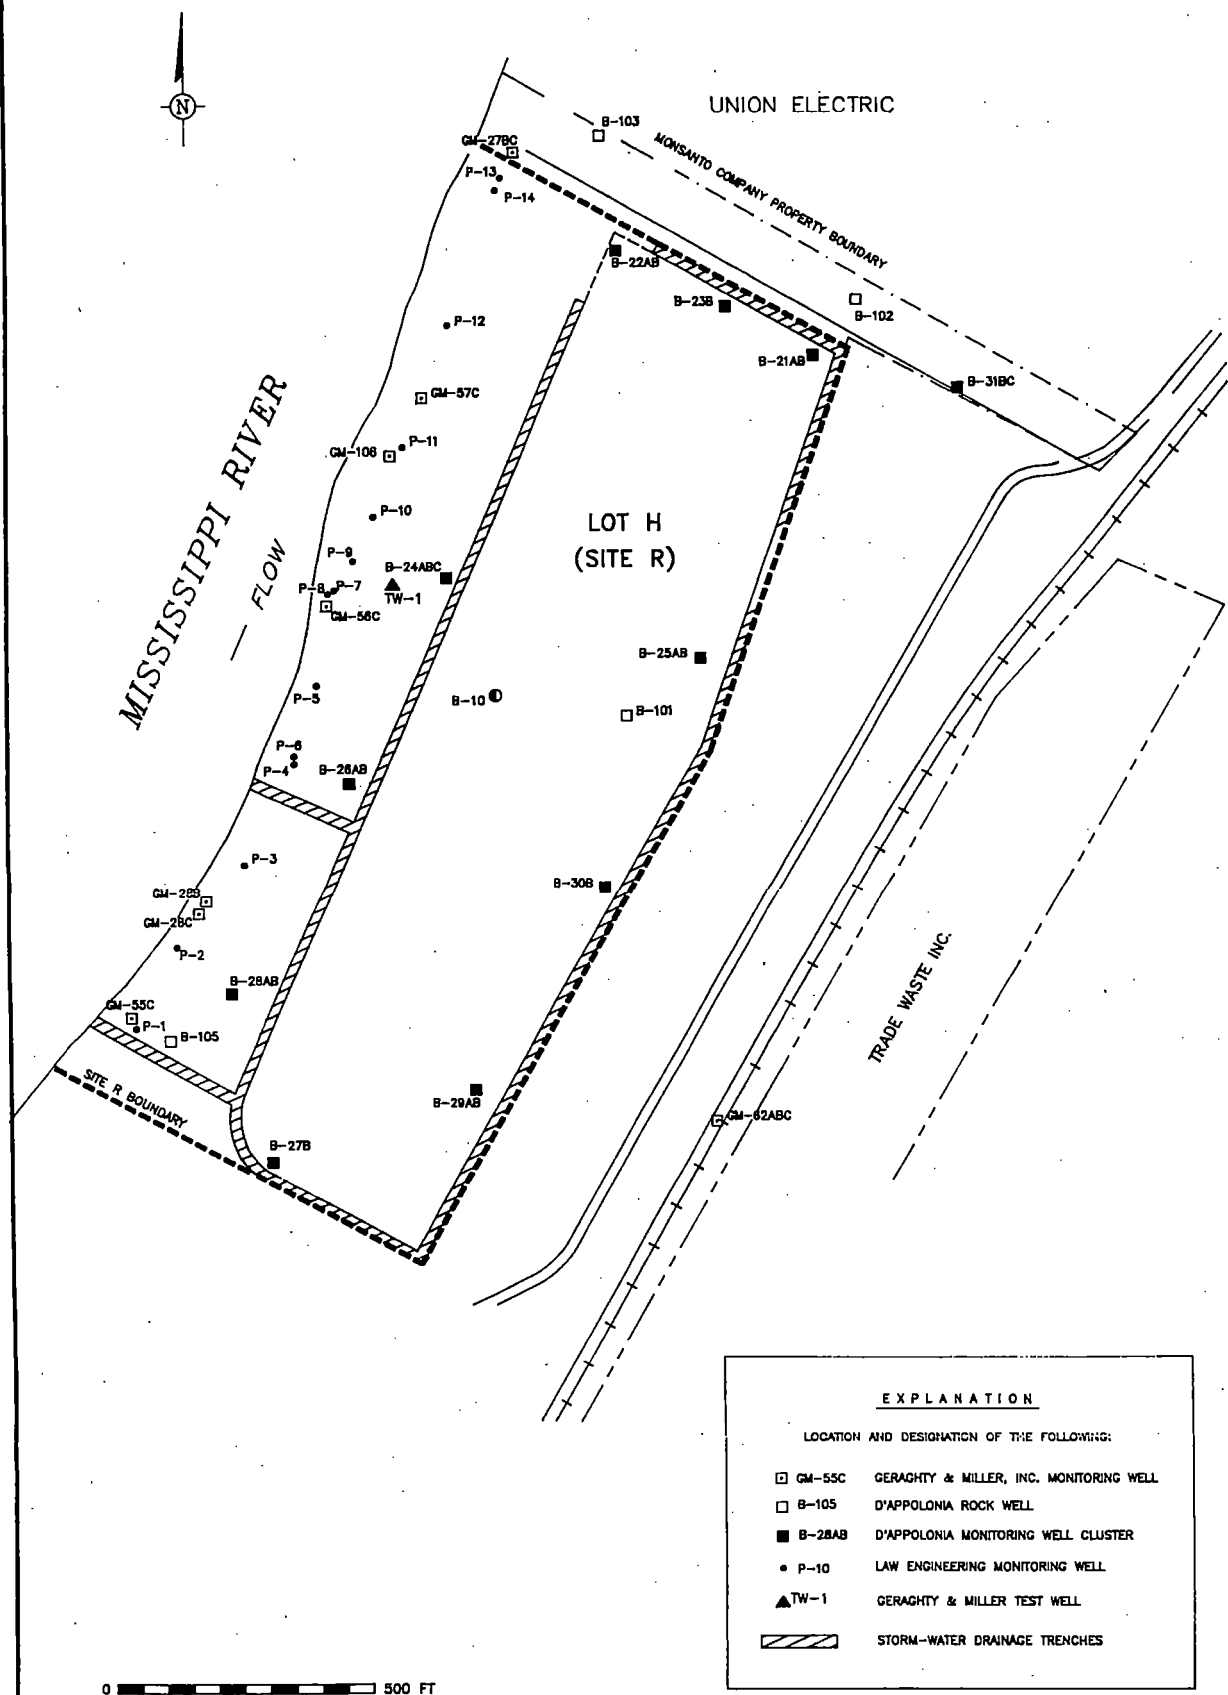 N
UNION ELECTRIC
B-103
GM-27BC
MONSANTO COMPANY PROPERTY BOUNDARY
P-13
P-14
B-22AB
B-23B
B-102
P-12
B-21AB
B-31BC
GM-57C
MISSISSIPPI RIVER
FLOW
P-11
GM-106
P-10
LOT H
(SITE R)
P-9
B-24ABC
P-8
P-7
TW-1
GM-56C
B-25AB
P-5
B-10
B-101
P-6
P-4
B-26AB
P-3
B-30B
GM-28B
GM-28C
P-2
TRADE WASTE INC.
B-28AB
GM-55C
P-1
B-105
SITE R BOUNDARY
B-29AB
GM-62ABC
B-27B
EXPLANATION
LOCATION AND DESIGNATION OF THE FOLLOWING:
GM-55C GERAGHTY & MILLER, INC. MONITORING WELL
B-105 D'APPOLONIA ROCK WELL
B-28AB D'APPOLONIA MONITORING WELL CLUSTER
P-10 LAW ENGINEERING MONITORING WELL
TW-1 GERAGHTY & MILLER TEST WELL
STORM-WATER DRAINAGE TRENCHES
0 500 FT